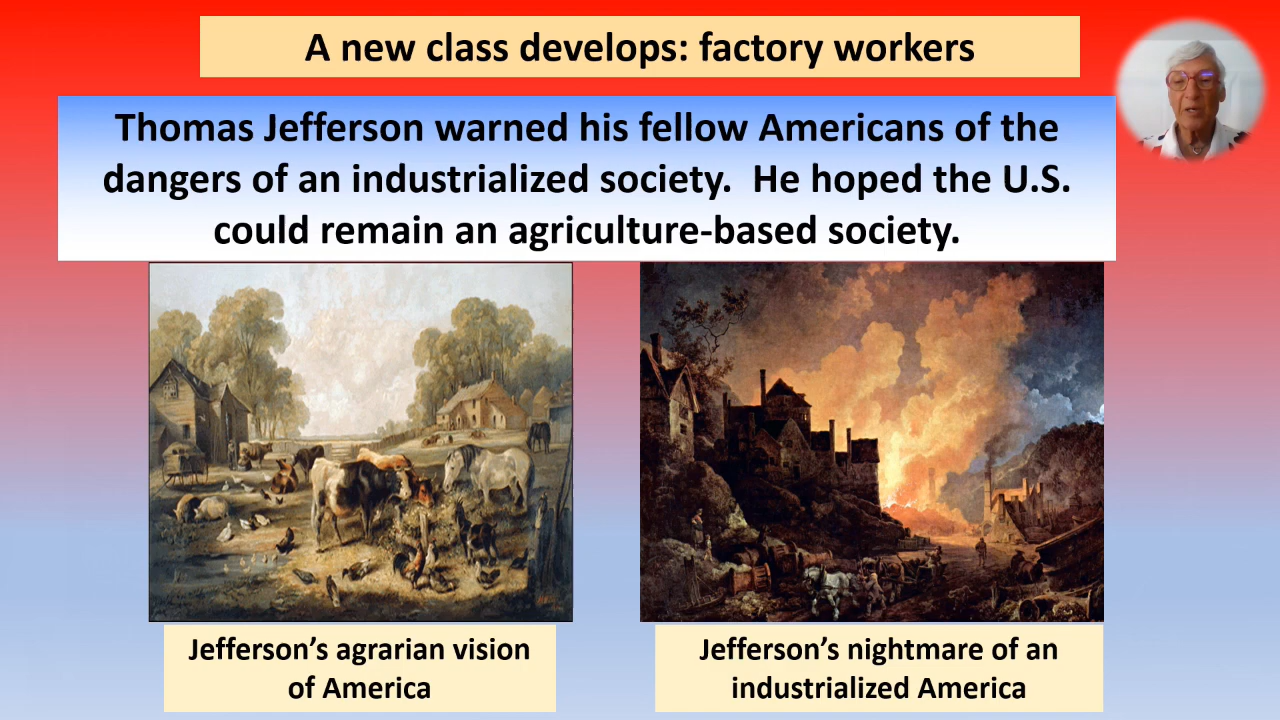 A new class develops: factory workers
Thomas Jefferson warned his fellow Americans of the
dangers of an industrialized society.  He hoped the U.S.
could remain an agriculture-based society.
Jefferson’s agrarian vision
of America
Jefferson’s nightmare of an
industrialized America